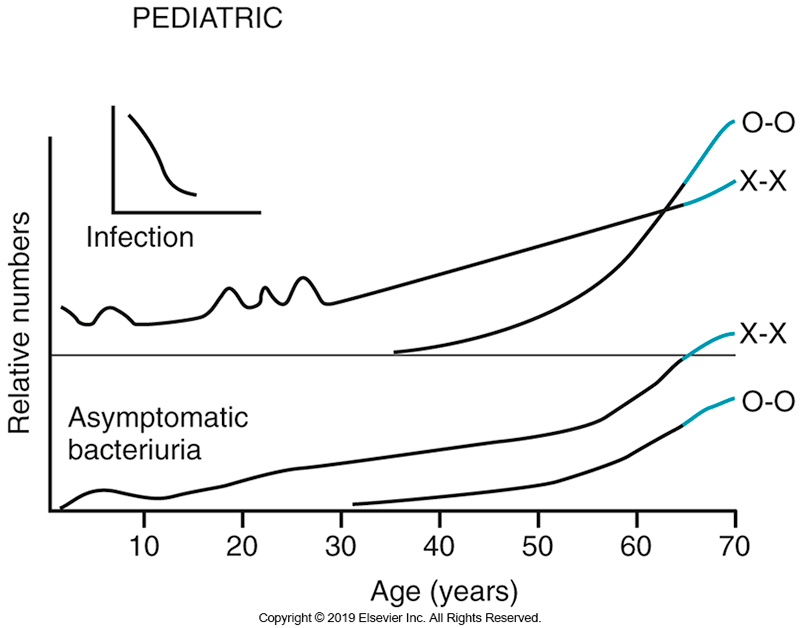 PEDIATRIC
O-O
X-X
Infection
Relative numbers
X-X
O-O
Asymptomatic
bacteriuria
10 20 30 40 50 60 70
Age (years)
Copyright © 2019 Elsevier Inc. All Rights Reserved.